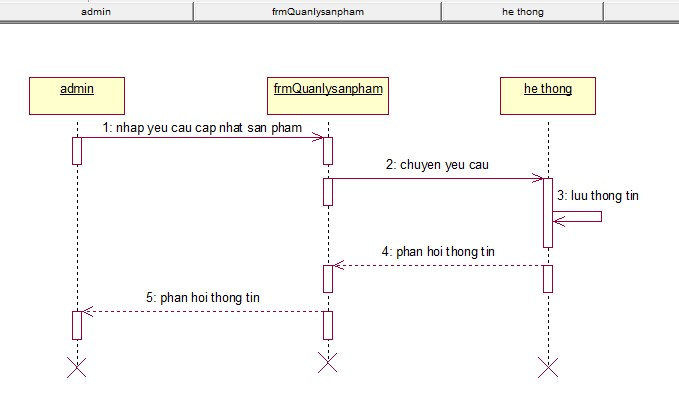 admin
frmQuanlysanpham
he thong
admin
frmQuanlysanpham
he thong
1: nhap yeu cau cap nhat san pham
2: chuyen yeu cau
3: luu thong tin
4: phan hoi thong tin
5: phan hoi thong tin